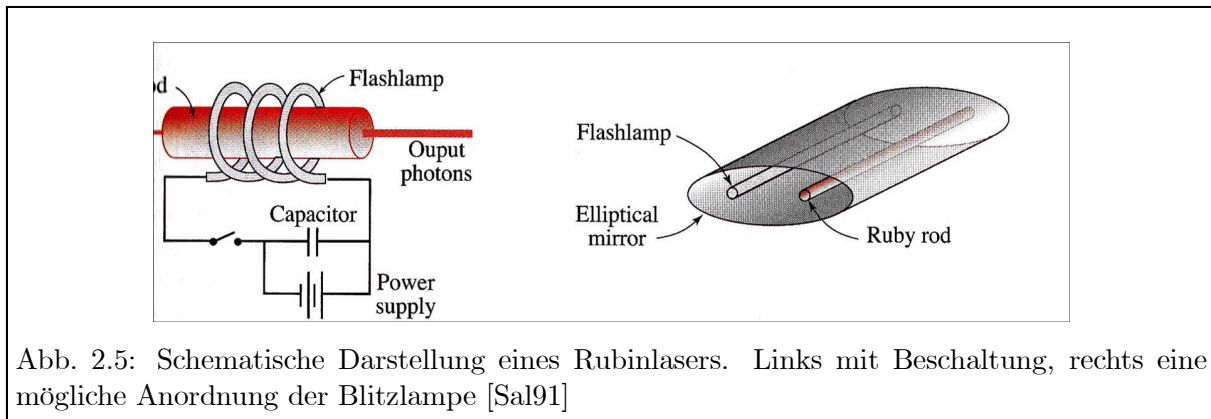 od
Flashlamp
Ouput
photons
Capacitor
Power
supply
Flashlamp
Elliptical
mirror
Ruby rod
Abb. 2.5: Schematische Darstellung eines Rubinlasers. Links mit Beschaltung, rechts eine
mögliche Anordnung der Blitzlampe [Sal91]